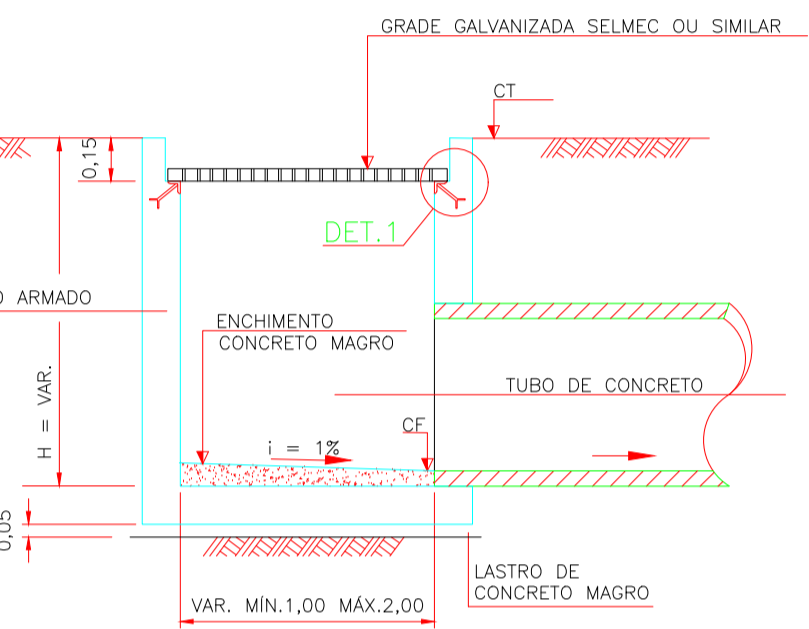 GRADE GALVANIZADA SELMEC OU SIMILAR
CT
0,15
DET.1
O ARMADO
ENCHIMENTO
CONCRETO MAGRO
TUBO DE CONCRETO
H = VAR.
CF
i = 1%
0,05
LASTRO DE
CONCRETO MAGRO
VAR. MÍN.1,00 MÁX.2,00